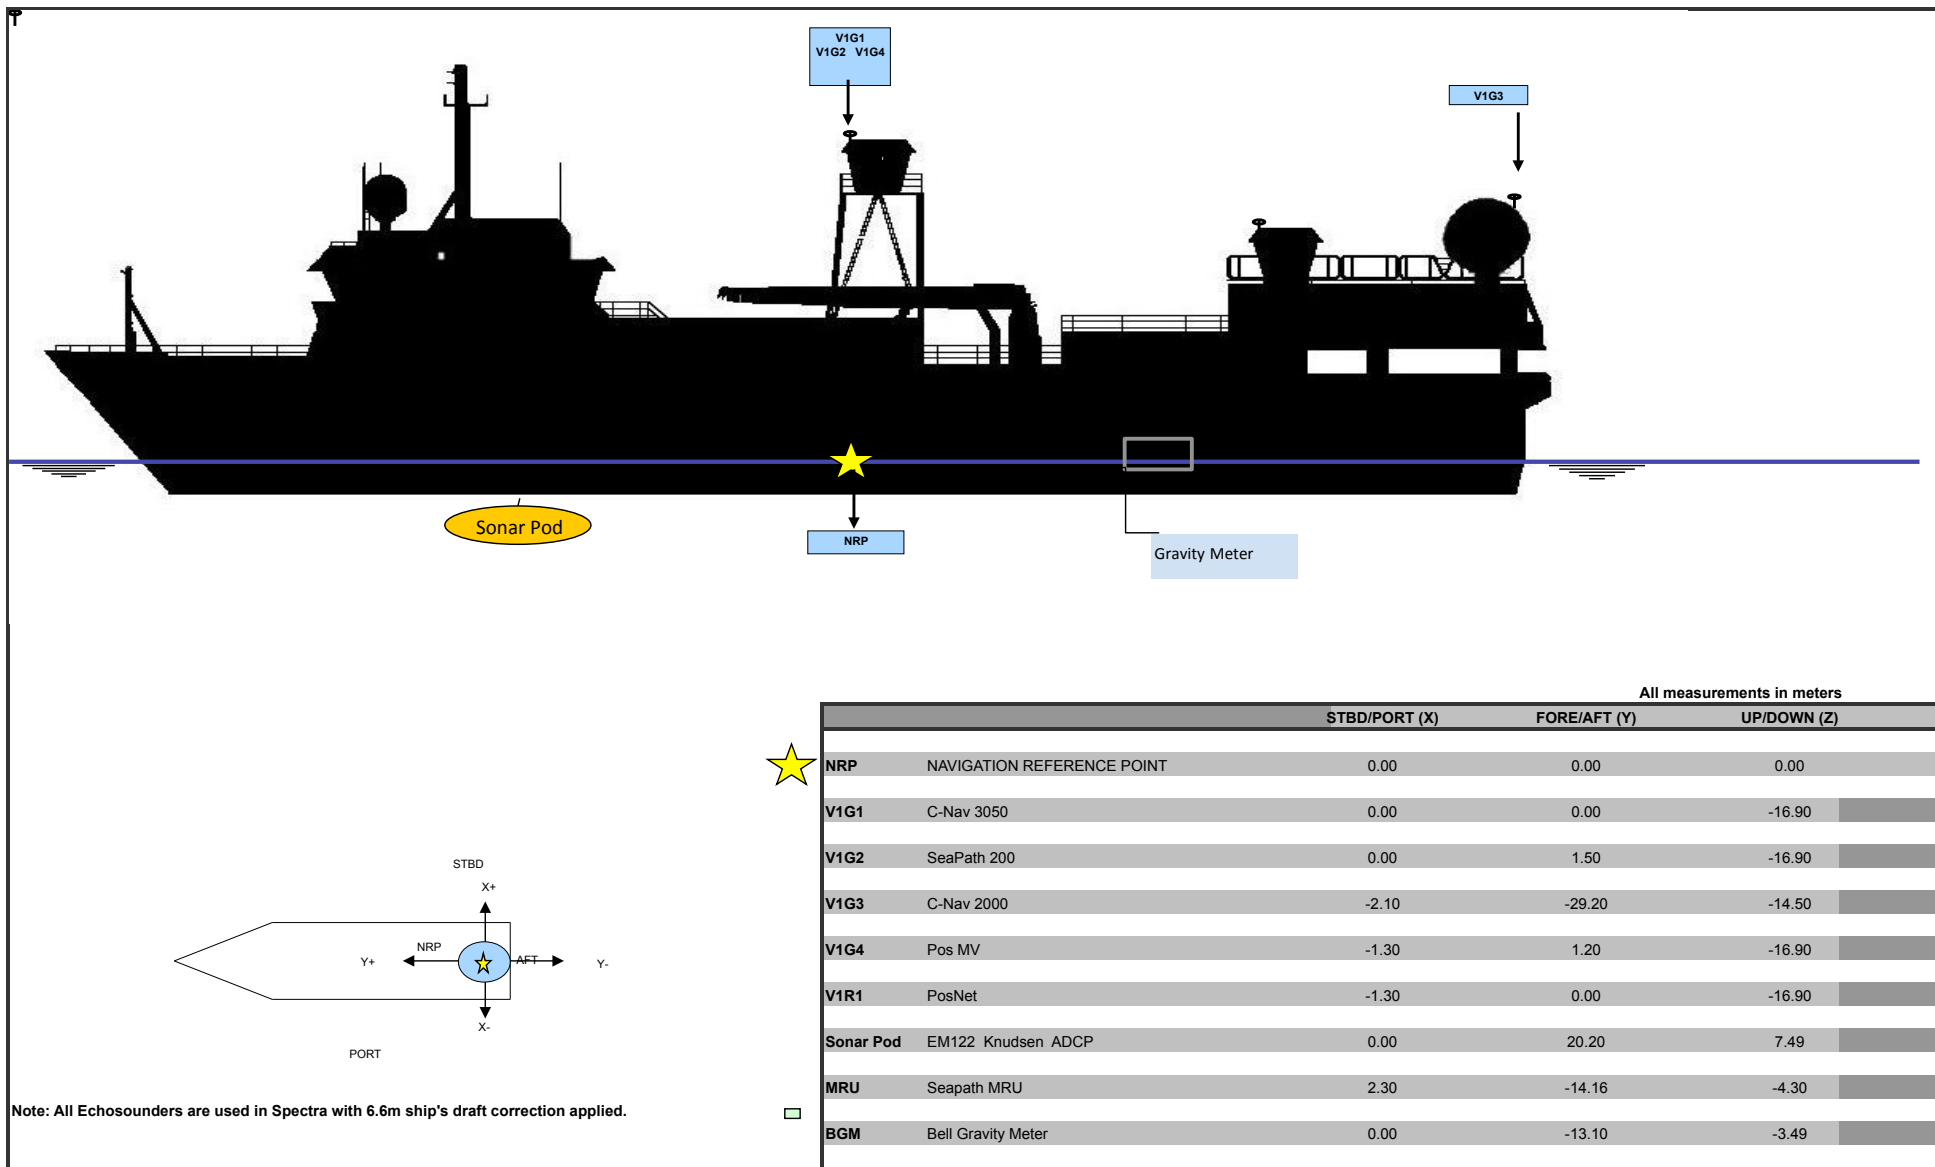 V1G1
V1G2 V1G4
V1G3
Sonar Pod
NRP
Gravity Meter
All measurements in meters
STBD/PORT (X) FORE/AFT (Y) UP/DOWN (Z)
NRP NAVIGATION REFERENCE POINT 0.00 0.00 0.00
V1G1 C-Nav 3050 0.00 0.00 -16.90
V1G2 SeaPath 200 0.00 1.50 -16.90
V1G3 C-Nav 2000 -2.10 -29.20 -14.50
V1G4 Pos MV -1.30 1.20 -16.90
V1R1 PosNet -1.30 0.00 -16.90
Sonar Pod EM122 Knudsen ADCP 0.00 20.20 7.49
MRU Seapath MRU 2.30 -14.16 -4.30
BGM Bell Gravity Meter 0.00 -13.10 -3.49
STBD
X+
NRP
Y+ AFT Y-
X-
PORT
Note: All Echosounders are used in Spectra with 6.6m ship's draft correction applied.